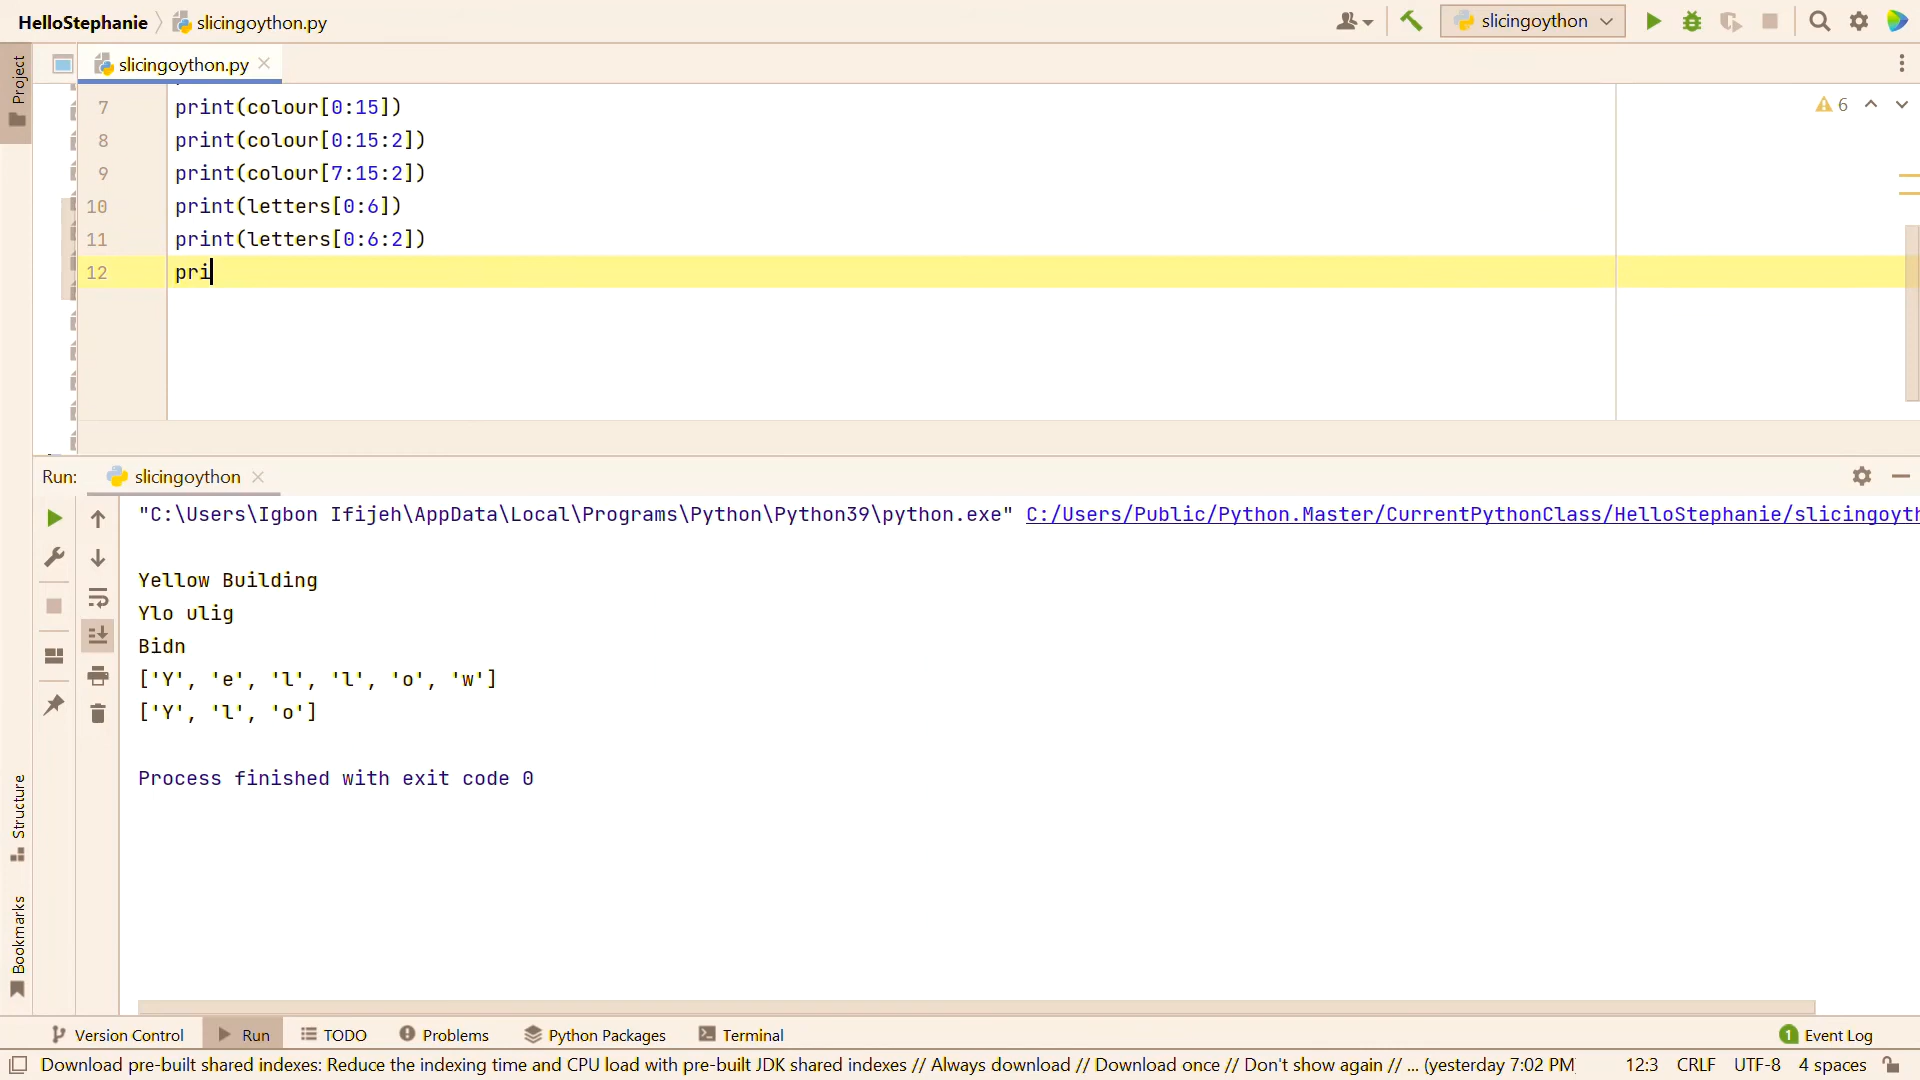 HelloStephanie slicingoython.py
slicingoython
Project
slicingoython.py
7 print(colour[0:15])
8 print(colour[0:15:2])
9 print(colour[7:15:2])
10 print(letters[0:6])
11 print(letters[0:6:2])
12 pri
6
Run: slicingoython
"C:\Users\Igbon Ifijeh\AppData\Local\Programs\Python\Python39\python.exe" C:/Users/Public/Python.Master/CurrentPythonClass/HelloStephanie/slicingoyth
Yellow Building
Ylo ulig
Bidn
['Y', 'e', 'l', 'l', 'o', 'w']
['Y', 'l', 'o']
Process finished with exit code 0
Structure
Bookmarks
Version Control Run TODO Problems Python Packages Terminal 1 Event Log
Download pre-built shared indexes: Reduce the indexing time and CPU load with pre-built JDK shared indexes // Always download // Download once // Don't show again // ... (yesterday 7:02 PM) 12:3 CRLF UTF-8 4 spaces